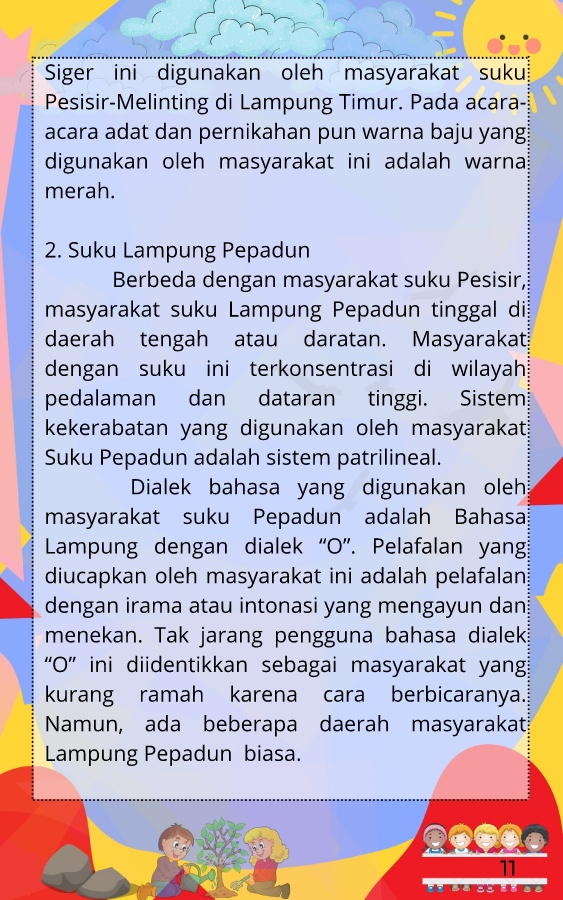 Siger ini digunakan oleh masyarakat suku
Pesisir-Melinting di Lampung Timur. Pada acara-
acara adat dan pernikahan pun warna baju yang
digunakan oleh masyarakat ini adalah warna
merah.
2. Suku Lampung Pepadun
Berbeda dengan masyarakat suku Pesisir,
masyarakat suku Lampung Pepadun tinggal di
daerah tengah atau daratan. Masyarakat
dengan suku ini terkonsentrasi di wilayah
pedalaman dan dataran tinggi. Sistem
kekerabatan yang digunakan oleh masyarakat
Suku Pepadun adalah sistem patrilineal.
Dialek bahasa yang digunakan oleh
masyarakat suku Pepadun adalah Bahasa
Lampung dengan dialek “O”. Pelafalan yang
diucapkan oleh masyarakat ini adalah pelafalan
dengan irama atau intonasi yang mengayun dan
menekan. Tak jarang pengguna bahasa dialek
“O” ini diidentikkan sebagai masyarakat yang
kurang ramah karena cara berbicaranya.
Namun, ada beberapa daerah masyarakat
Lampung Pepadun biasa.
11